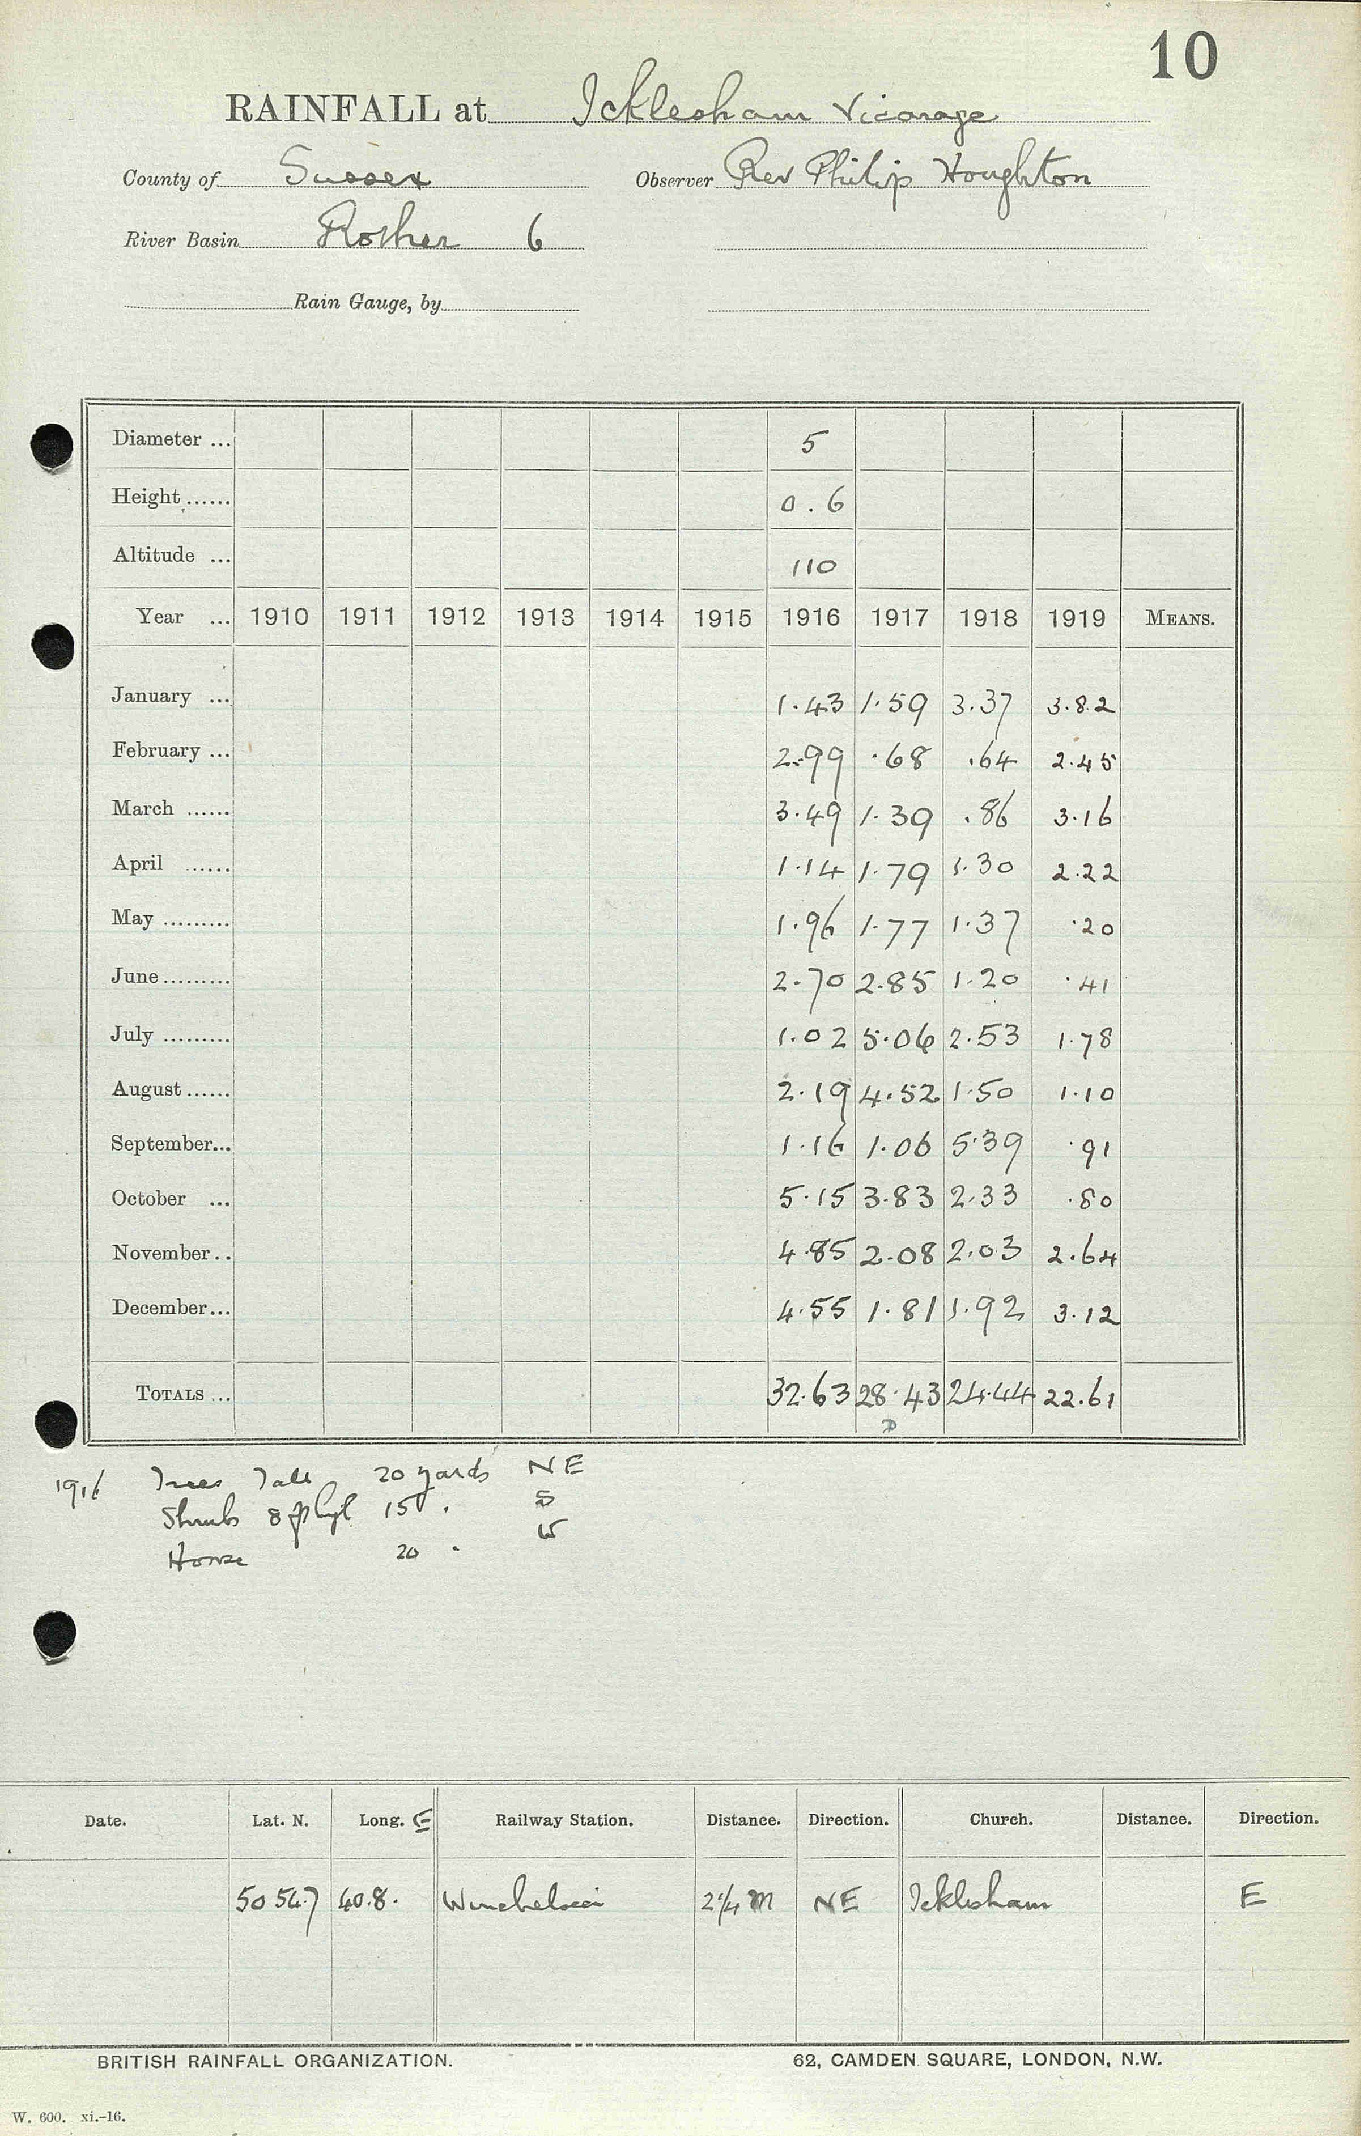 10
RAINFALL at Icklesham Vicarage
County of Sussex Observer Rev Philip Houghton
River Basin Rother 6
Rain Gauge, by
Diameter ... 5
Height ...... 0.6
Altitude ... 110
Year ... 1910 1911 1912 1913 1914 1915 1916 1917 1918 1919 MEANS.
January ... 1.43 1.59 3.37 3.82
February ... 2.99 .68 .64 2.45
March ...... 3.49 1.39 .86 3.16
April ...... 1.14 1.79 1.30 2.22
May ......... 1.96 1.77 1.37 .20
June ......... 2.70 2.85 1.20 .41
July ......... 1.02 5.06 2.53 1.78
August ...... 2.19 4.52 1.50 1.10
September... 1.16 1.06 5.39 .91
October ... 5.15 3.83 2.33 .80
November.. 4.85 2.08 2.03 2.64
December... 4.55 1.81 1.92 3.12
TOTALS ... 32.63 28.43 24.44 22.61
D
1916 Trees Tall 20 yards NE
Shrubs 8 ft hgt 15 . S
W
House 20 "
Date. Lat. N. Long. E Railway Station. Distance. Direction. Church. Distance. Direction.
50 54.7 40.8. Winchelsea 2 1/4 M NE Icklesham E
BRITISH RAINFALL ORGANIZATION. 62, CAMDEN SQUARE, LONDON, N.W.
W. 600. xi.-16.